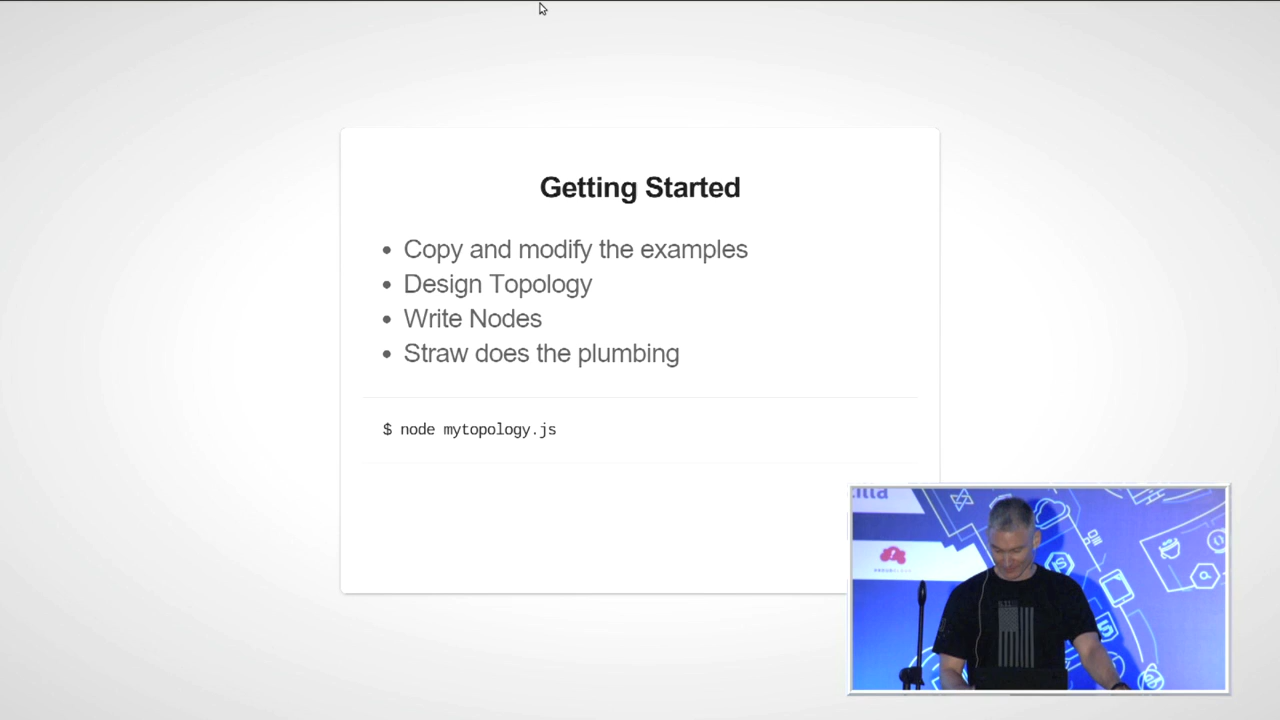 Getting Started
Copy and modify the examples
Design Topology
Write Nodes
Straw does the plumbing
$ node mytopology.js